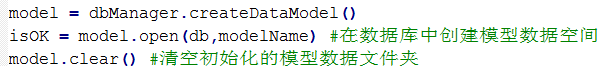 model = dbManager.createDataModel()
isOK = model.open(db,modelName) #在数据库中创建模型数据空间
model.clear() #清空初始化的模型数据文件夹